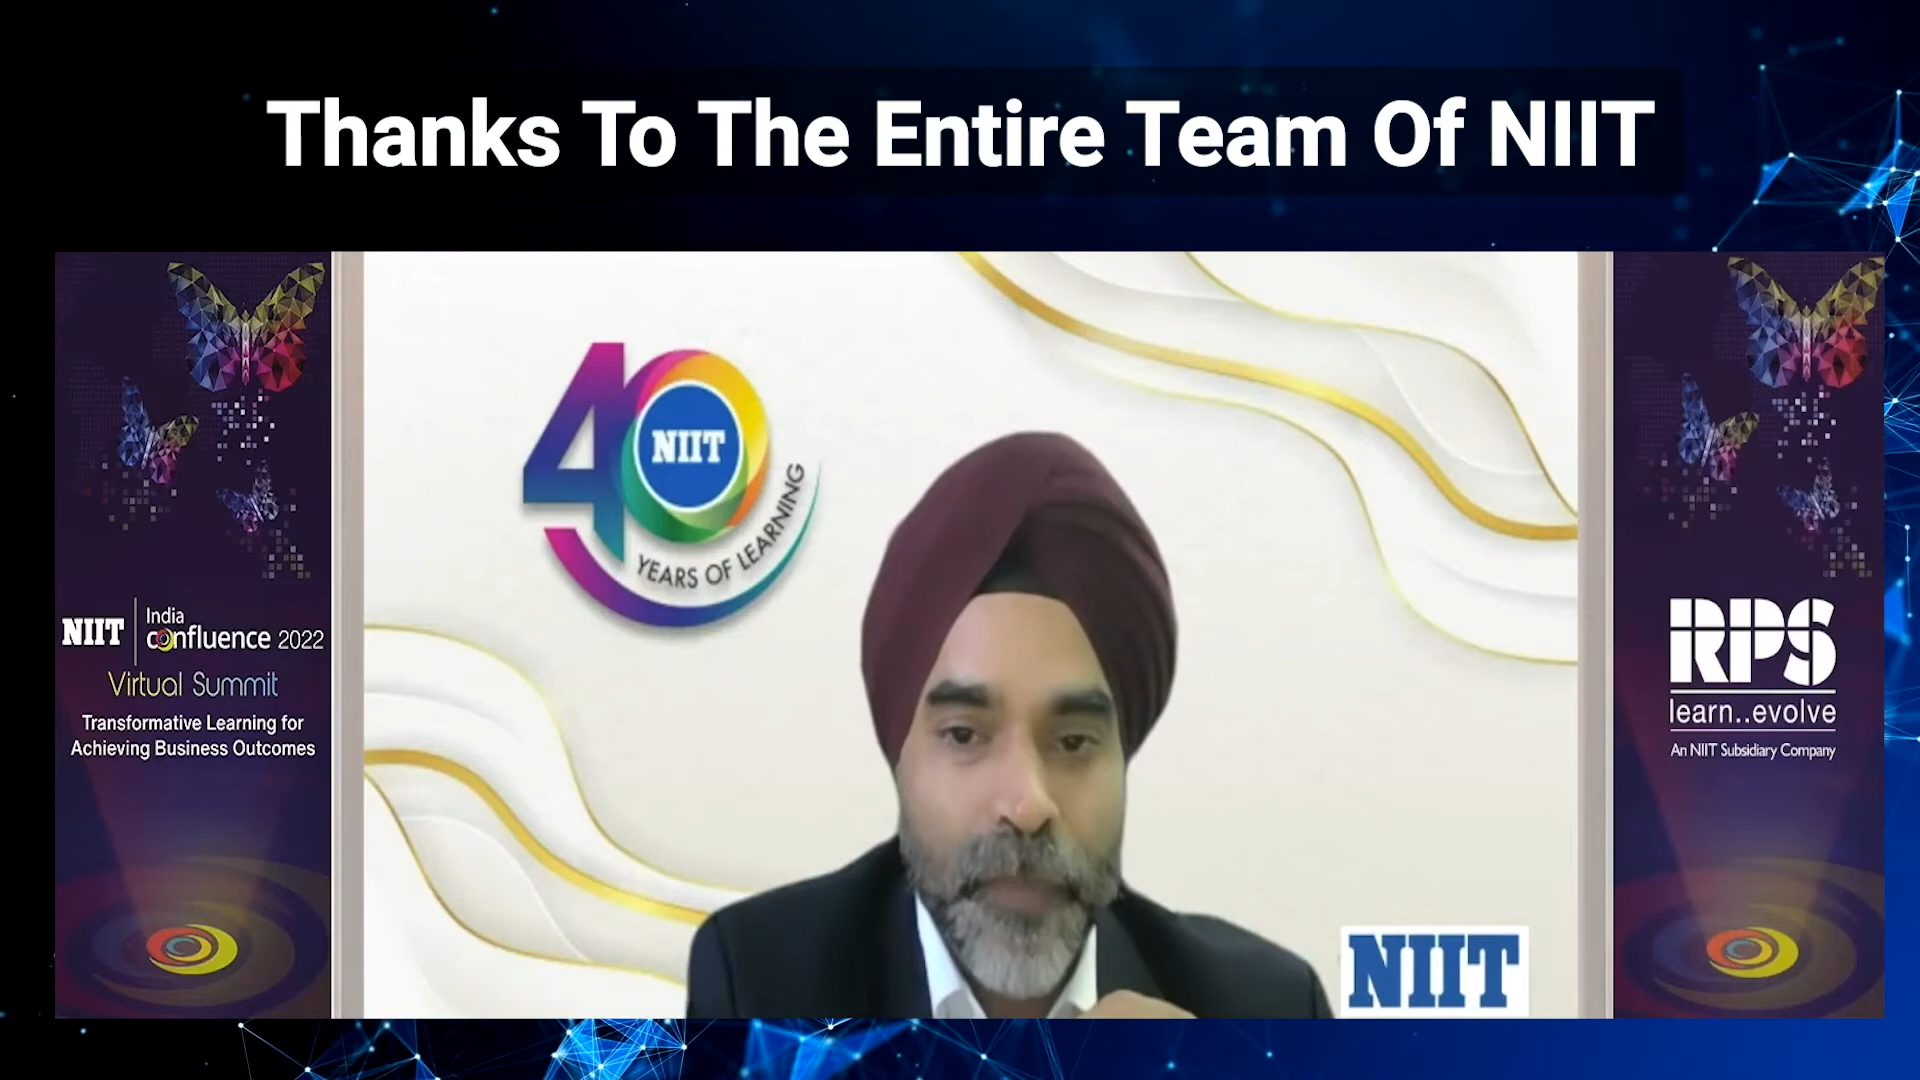 Thanks To The Entire Team Of NIIT
40
NIIT
YEARS OF LEARNING
NIIT
India
confluence 2022
Virtual Summit
Transformative Learning for
Achieving Business Outcomes
RPS
learn..evolve
An NIIT Subsidiary Company
NIIT